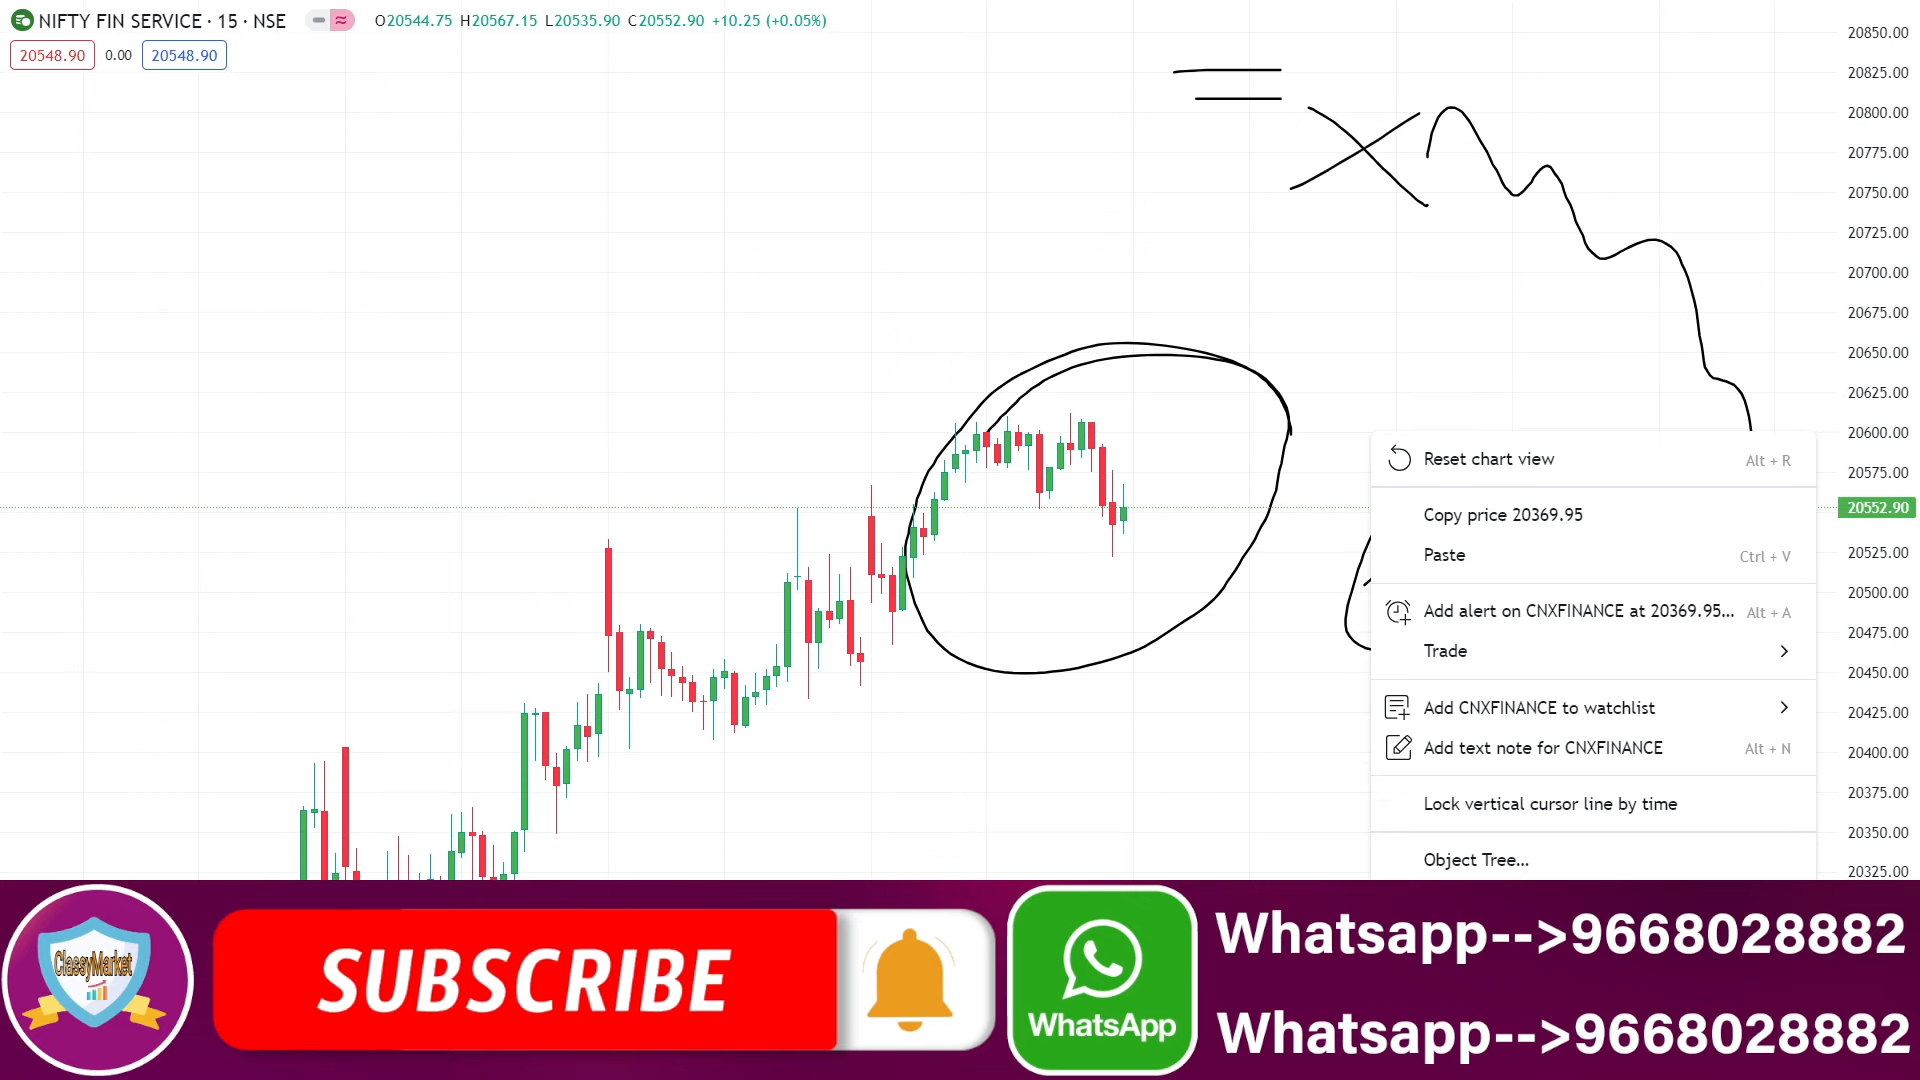 NIFTY FIN SERVICE · 15 · NSE
O20544.75 H20567.15 L20535.90 C20552.90 +10.25 (+0.05%)
20548.90 0.00 20548.90
20850.00
20825.00
20800.00
20775.00
20750.00
20725.00
20700.00
20675.00
20650.00
20625.00
20600.00
20575.00
20552.90
20525.00
20500.00
20475.00
20450.00
20425.00
20400.00
20375.00
20350.00
20325.00
Reset chart view Alt + R
Copy price 20369.95
Paste Ctrl + V
Add alert on CNXFINANCE at 20369.95... Alt + A
Trade
Add CNXFINANCE to watchlist
Add text note for CNXFINANCE Alt + N
Lock vertical cursor line by time
Object Tree...
ClassyMarket
SUBSCRIBE
WhatsApp
Whatsapp-->9668028882
Whatsapp-->9668028882